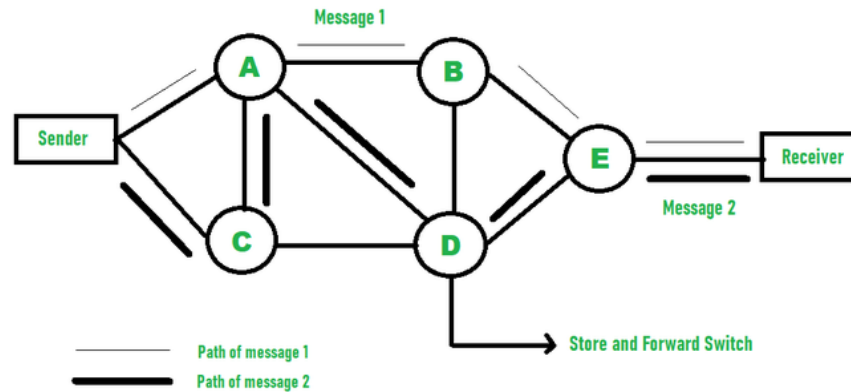 Message 1
A
B
Sender
E
Receiver
Message 2
C
D
Store and Forward Switch
Path of message 1
Path of message 2